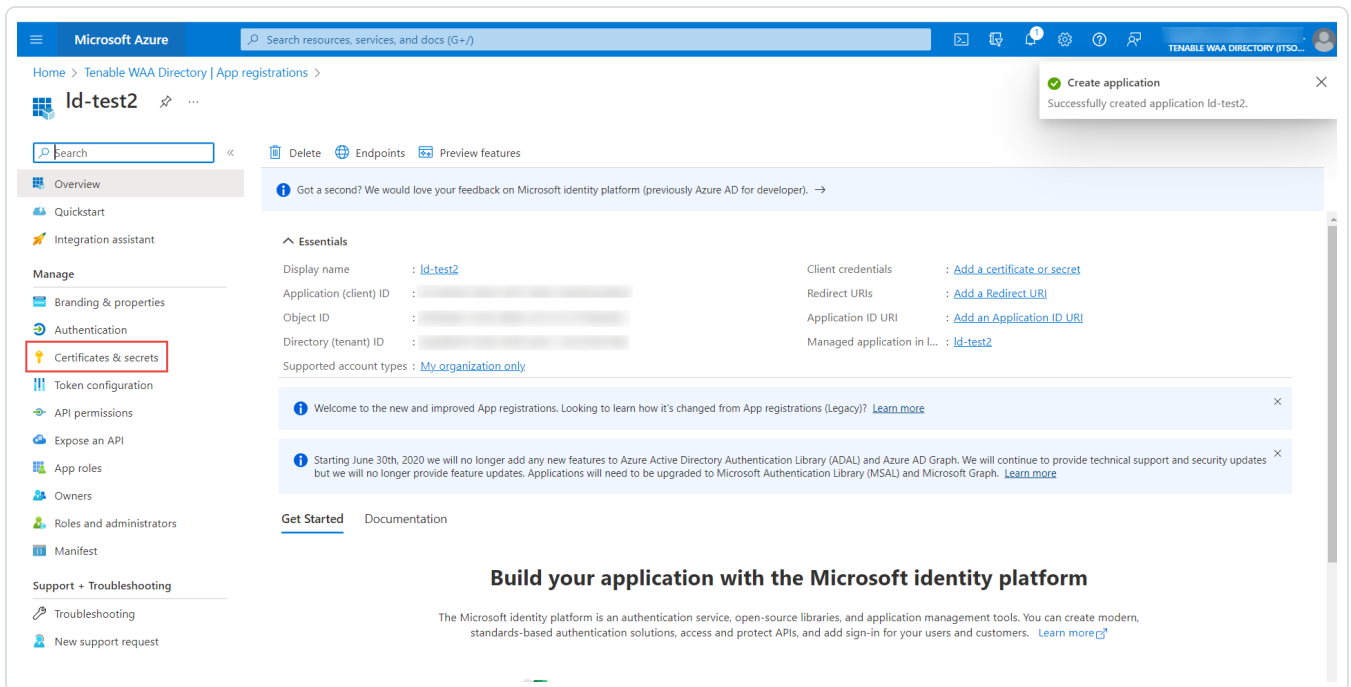 Microsoft Azure
Search resources, services, and docs (G+/)
1
TENABLE WAA DIRECTORY (ITSO...
Home > Tenable WAA Directory | App registrations >
ld-test2
...
Create application
Successfully created application ld-test2.
Search
«
Delete
Endpoints
Preview features
Overview
Quickstart
Integration assistant
Manage
Branding & properties
Authentication
Certificates & secrets
Token configuration
API permissions
Expose an API
App roles
Owners
Roles and administrators
Manifest
Support + Troubleshooting
Troubleshooting
New support request
Got a second? We would love your feedback on Microsoft identity platform (previously Azure AD for developer). →
Essentials
Display name : ld-test2
Application (client) ID :
Object ID :
Directory (tenant) ID :
Supported account types : My organization only
Client credentials : Add a certificate or secret
Redirect URIs : Add a Redirect URI
Application ID URI : Add an Application ID URI
Managed application in l... : ld-test2
Welcome to the new and improved App registrations. Looking to learn how it's changed from App registrations (Legacy)? Learn more
Starting June 30th, 2020 we will no longer add any new features to Azure Active Directory Authentication Library (ADAL) and Azure AD Graph. We will continue to provide technical support and security updates
but we will no longer provide feature updates. Applications will need to be upgraded to Microsoft Authentication Library (MSAL) and Microsoft Graph. Learn more
Get Started
Documentation
Build your application with the Microsoft identity platform
The Microsoft identity platform is an authentication service, open-source libraries, and application management tools. You can create modern,
standards-based authentication solutions, access and protect APIs, and add sign-in for your users and customers. Learn more